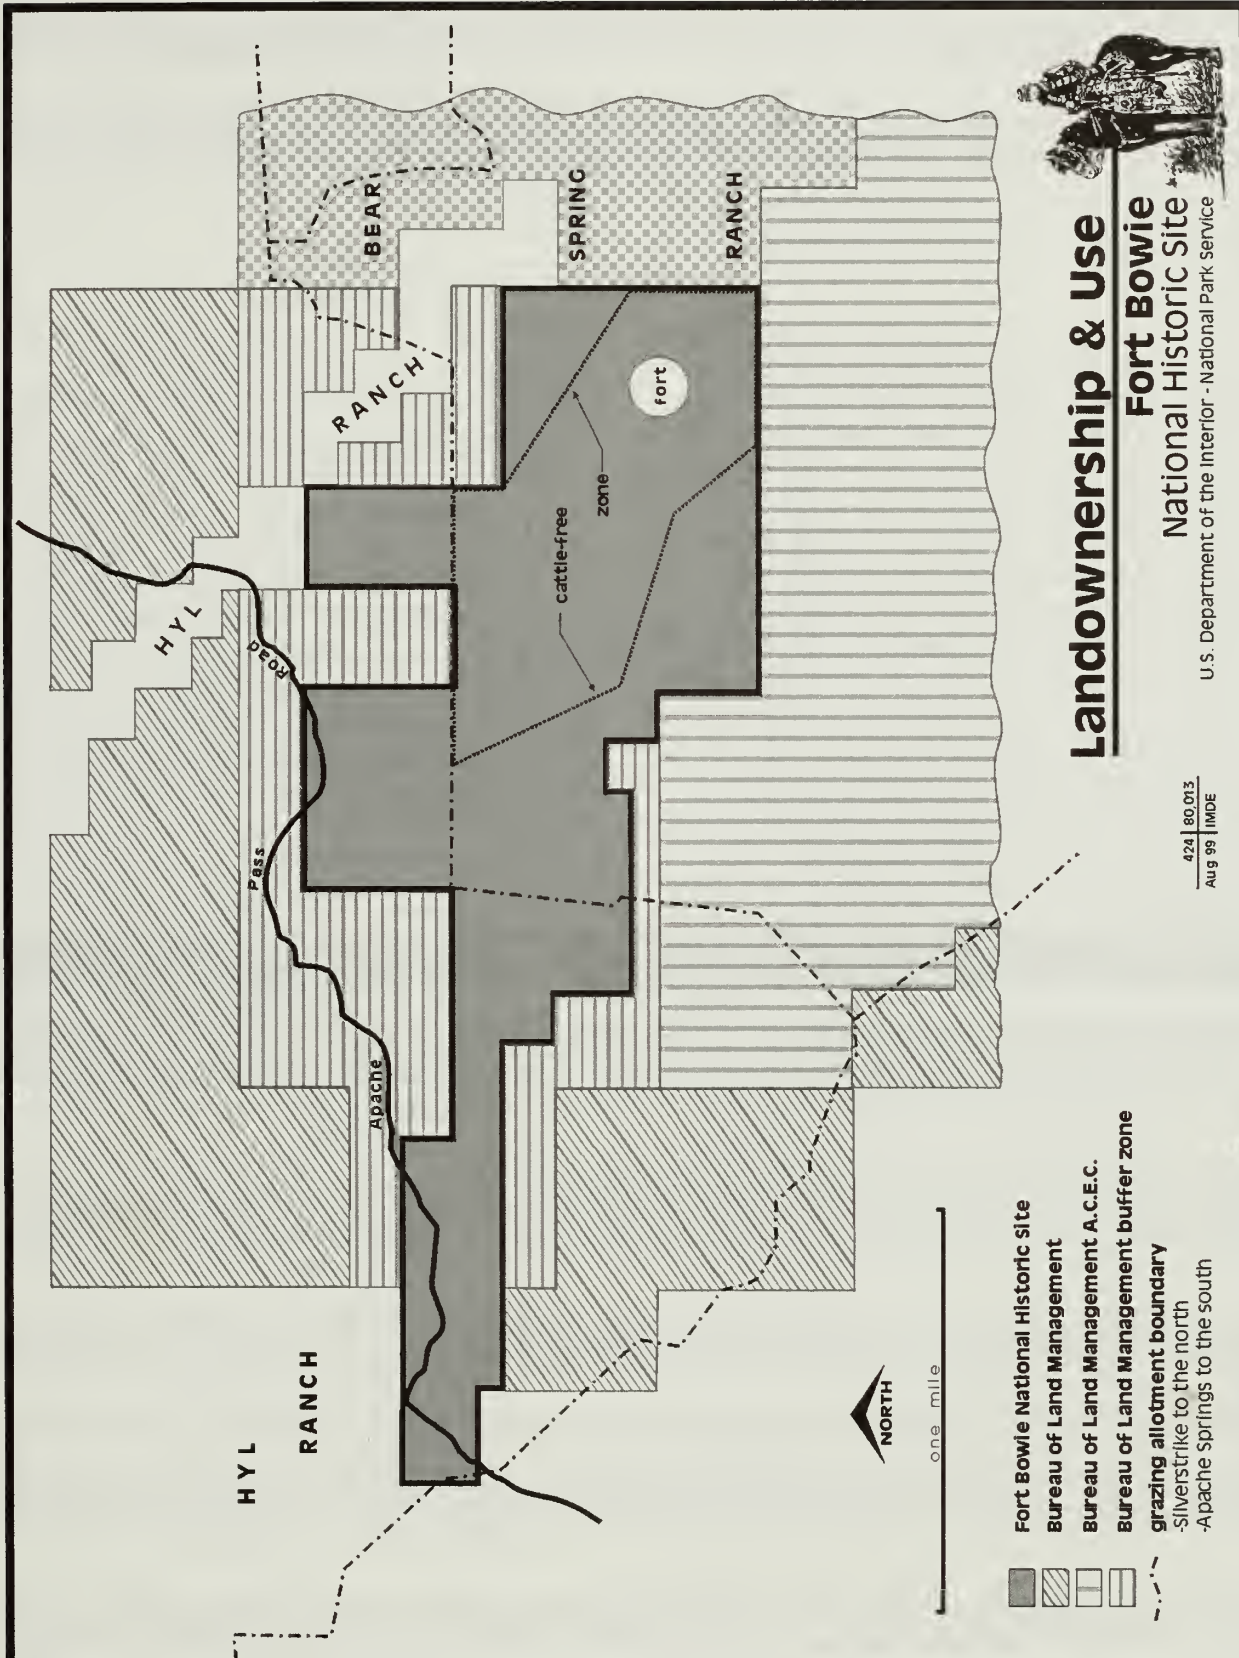 HYL
RANCH
Apache
Pass
Road
HYL
RANCH
BEAR
SPRING
RANCH
cattle-free
zone
fort
NORTH
one mile
Fort Bowie National Historic Site
Bureau of Land Management
Bureau of Land Management A.C.E.C.
Bureau of Land Management buffer zone
grazing allotment boundary
-Silverstrike to the north
-Apache Springs to the south
424 | 80,013
Aug 99 | IMDE
Landownership & Use
Fort Bowie
National Historic Site
U.S. Department of the Interior - National Park Service